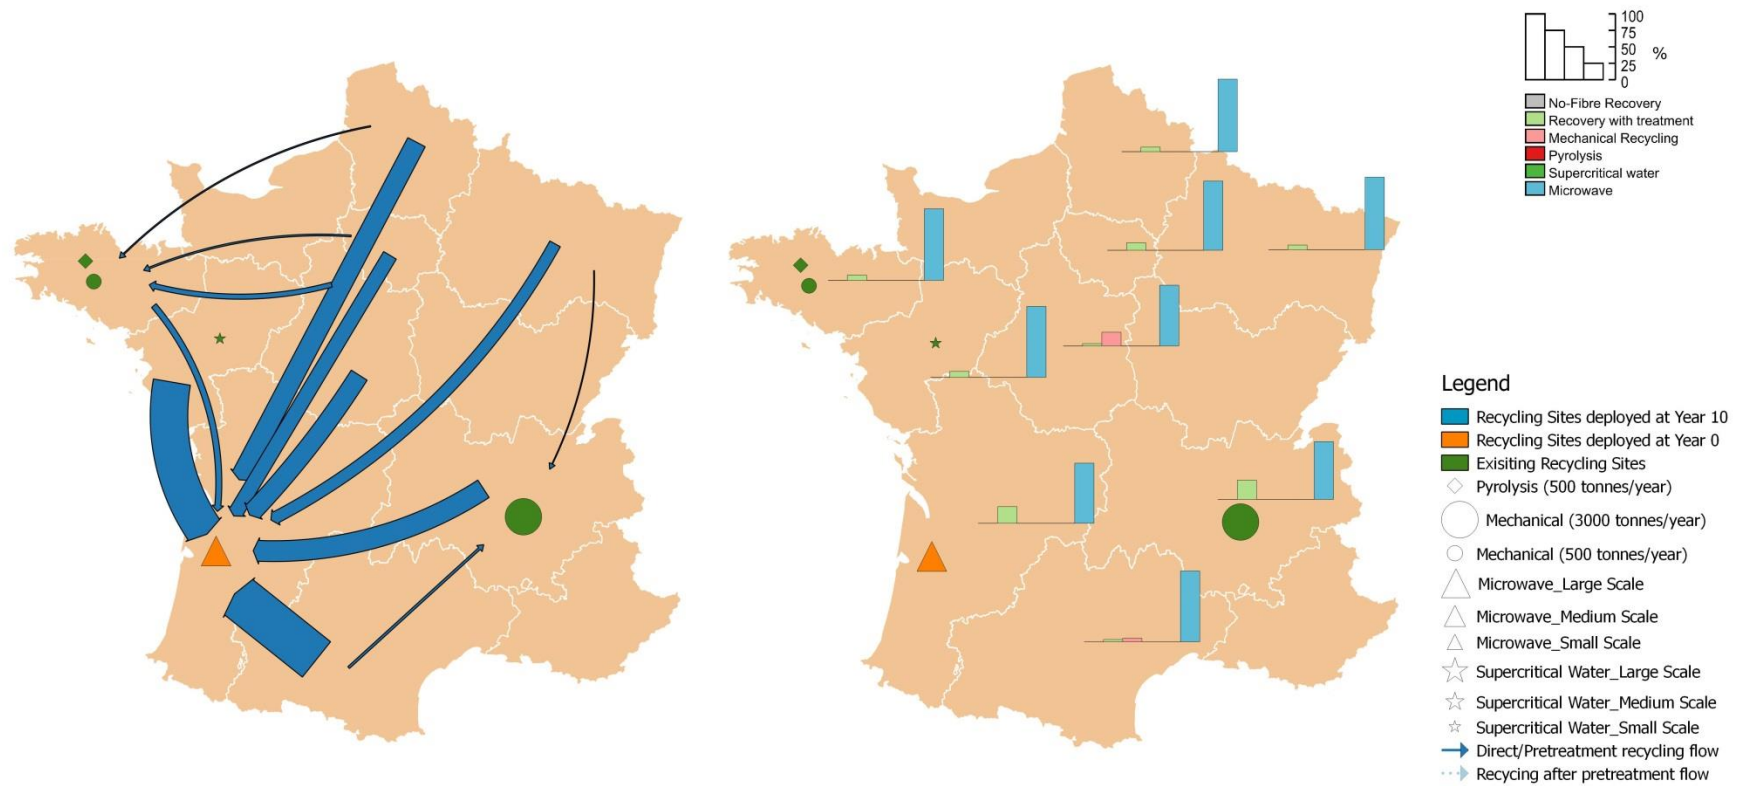 100
75
50
25
0
%
No-Fibre Recovery
Recovery with treatment
Mechanical Recycling
Pyrolysis
Supercritical water
Microwave
Legend
Recycling Sites deployed at Year 10
Recycling Sites deployed at Year 0
Exisiting Recycling Sites
Pyrolysis (500 tonnes/year)
Mechanical (3000 tonnes/year)
Mechanical (500 tonnes/year)
Microwave_Large Scale
Microwave_Medium Scale
Microwave_Small Scale
Supercritical Water_Large Scale
Supercritical Water_Medium Scale
Supercritical Water_Small Scale
Direct/Pretreatment recycling flow
Recycing after pretreatment flow